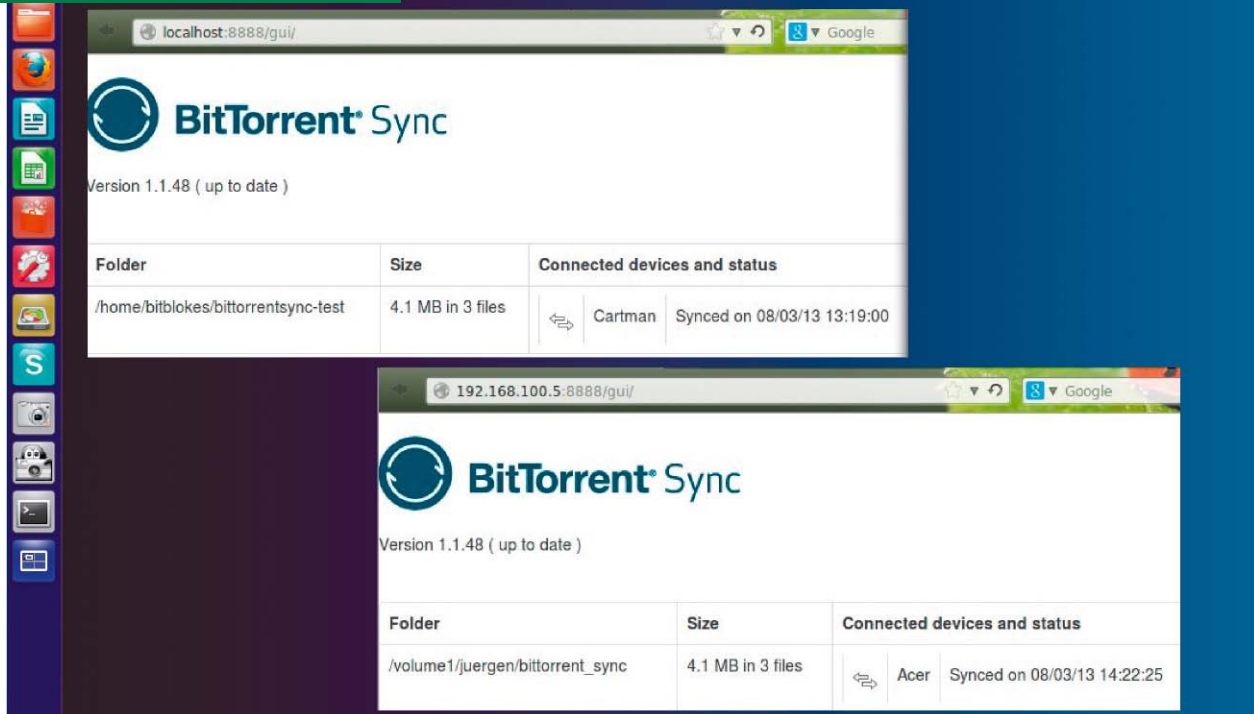 localhost:8888/gui/
Google
BitTorrent® Sync
Version 1.1.48 ( up to date )
Folder Size Connected devices and status
/home/bitblokes/bittorrentsync-test 4.1 MB in 3 files Cartman Synced on 08/03/13 13:19:00
192.168.100.5:8888/gui/
Google
BitTorrent® Sync
Version 1.1.48 ( up to date )
Folder Size Connected devices and status
/volume1/juergen/bittorrent_sync 4.1 MB in 3 files Acer Synced on 08/03/13 14:22:25